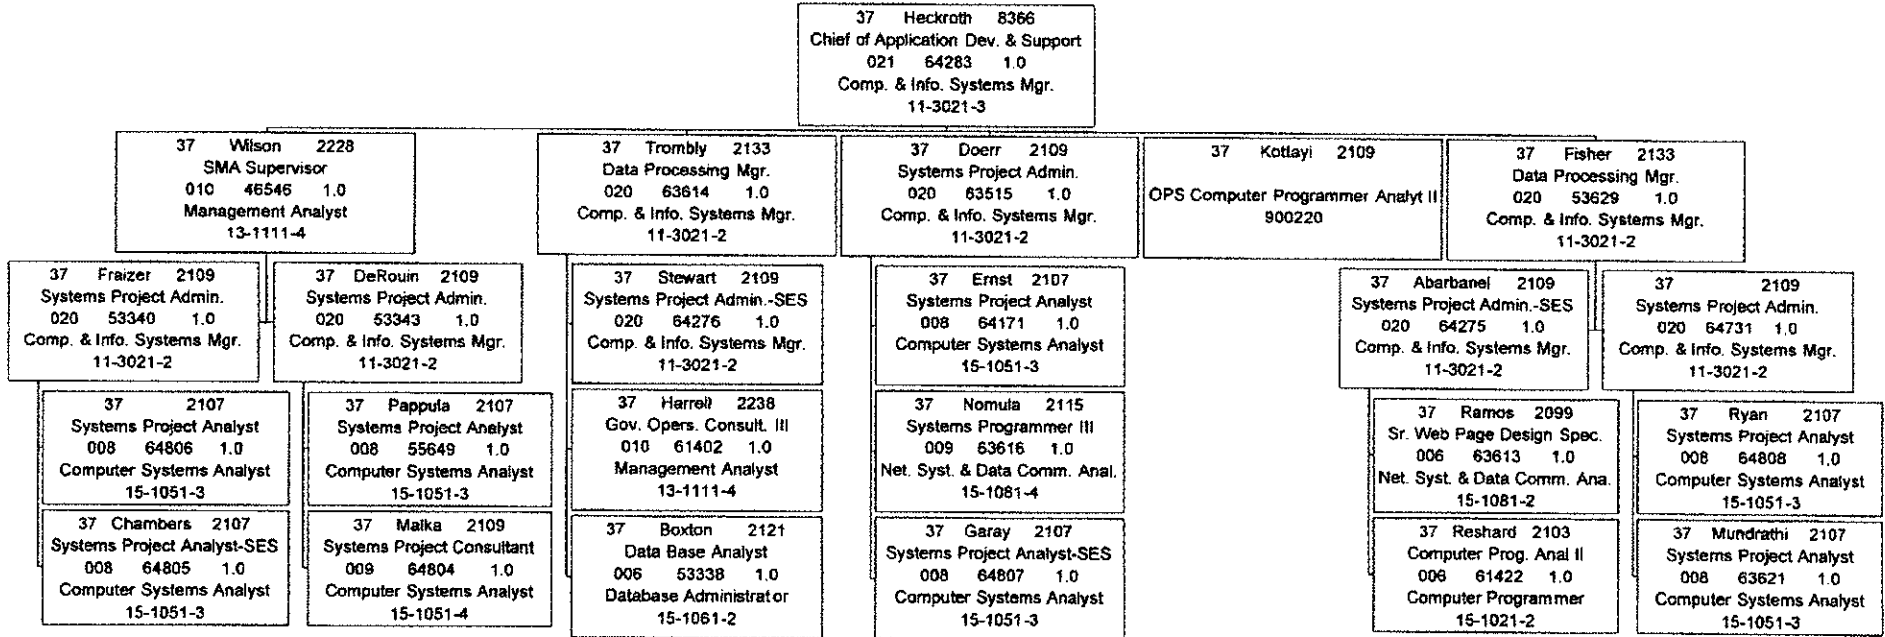 37 Heckroth 8366
Chief of Application Dev. & Support
021 64283 1.0
Comp. & Info. Systems Mgr.
11-3021-3
37 Wilson 2228
SMA Supervisor
010 46546 1.0
Management Analyst
13-1111-4
37 Trombly 2133
Data Processing Mgr.
020 63614 1.0
Comp. & Info. Systems Mgr.
11-3021-2
37 Doerr 2109
Systems Project Admin.
020 63515 1.0
Comp. & Info. Systems Mgr.
11-3021-2
37 Kotlayi 2109
OPS Computer Programmer Analyt II
900220
37 Fisher 2133
Data Processing Mgr.
020 53629 1.0
Comp. & Info. Systems Mgr.
11-3021-2
37 Fraizer 2109
Systems Project Admin.
020 53340 1.0
Comp. & Info. Systems Mgr.
11-3021-2
37 DeRouin 2109
Systems Project Admin.
020 53343 1.0
Comp. & Info. Systems Mgr.
11-3021-2
37 Stewart 2109
Systems Project Admin.-SES
020 64276 1.0
Comp. & Info. Systems Mgr.
11-3021-2
37 Ernst 2107
Systems Project Analyst
008 64171 1.0
Computer Systems Analyst
15-1051-3
37 Abarbanel 2109
Systems Project Admin.-SES
020 64275 1.0
Comp. & Info. Systems Mgr.
11-3021-2
37 2109
Systems Project Admin.
020 64731 1.0
Comp. & Info. Systems Mgr.
11-3021-2
37 2107
Systems Project Analyst
008 64806 1.0
Computer Systems Analyst
15-1051-3
37 Pappula 2107
Systems Project Analyst
008 55649 1.0
Computer Systems Analyst
15-1051-3
37 Harrell 2238
Gov. Opers. Consult. III
010 61402 1.0
Management Analyst
13-1111-4
37 Nomula 2115
Systems Programmer III
009 63616 1.0
Net. Syst. & Data Comm. Anal.
15-1081-4
37 Ramos 2099
Sr. Web Page Design Spec.
006 63613 1.0
Net. Syst. & Data Comm. Ana.
15-1081-2
37 Ryan 2107
Systems Project Analyst
008 64808 1.0
Computer Systems Analyst
15-1051-3
37 Chambers 2107
Systems Project Analyst-SES
008 64805 1.0
Computer Systems Analyst
15-1051-3
37 Malka 2109
Systems Project Consultant
009 64804 1.0
Computer Systems Analyst
15-1051-4
37 Boxton 2121
Data Base Analyst
006 53338 1.0
Database Administrator
15-1061-2
37 Garay 2107
Systems Project Analyst-SES
008 64807 1.0
Computer Systems Analyst
15-1051-3
37 Reshard 2103
Computer Prog. Anal II
006 61422 1.0
Computer Programmer
15-1021-2
37 Mundrathi 2107
Systems Project Analyst
008 63621 1.0
Computer Systems Analyst
15-1051-3